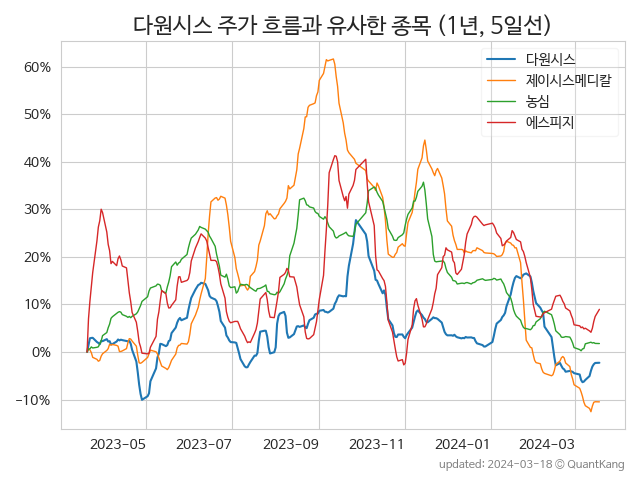 다원시스 주가 흐름과 유사한 종목 (1년, 5일선)
다원시스
제이시스메디칼
농심
에스피지
60%
50%
40%
30%
20%
10%
0%
−10%
2023-05 2023-07 2023-09 2023-11 2024-01 2024-03
updated: 2024-03-18 © QuantKang